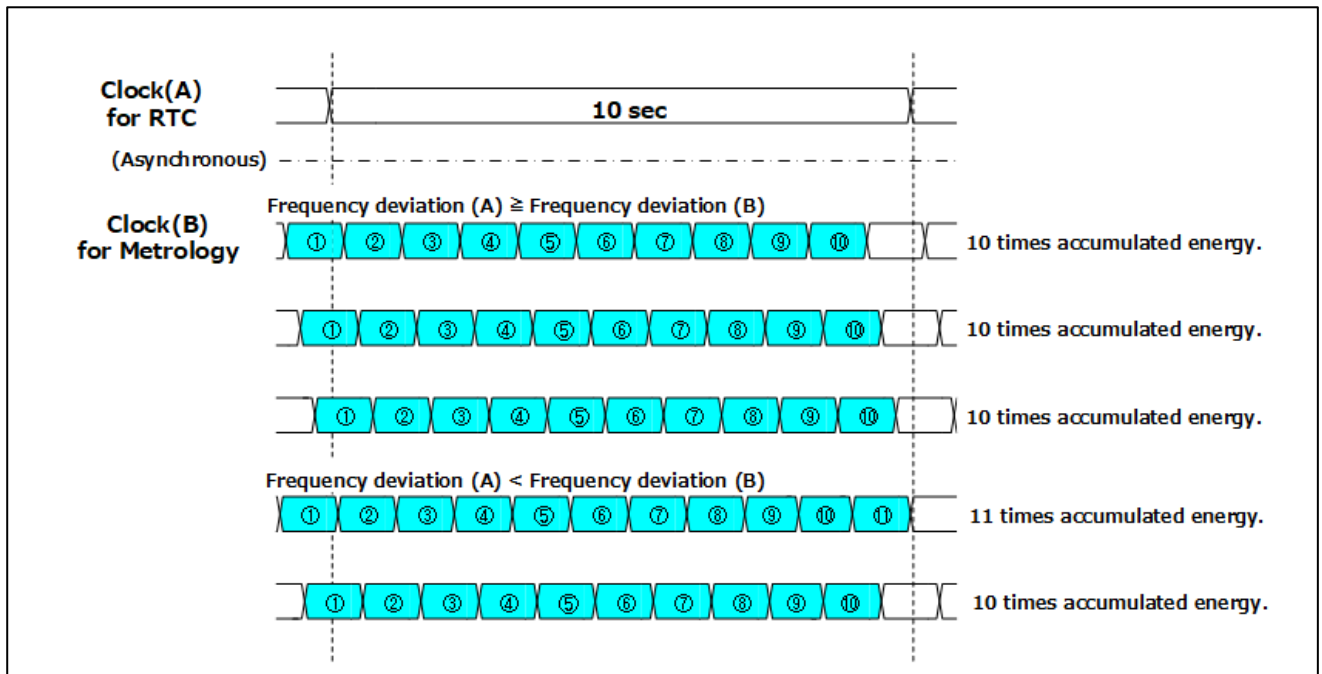 Clock(A)
for RTC
10 sec
(Asynchronous)
Frequency deviation (A) ≧ Frequency deviation (B)
Clock(B)
for Metrology
① ② ③ ④ ⑤ ⑥ ⑦ ⑧ ⑨ ⑩ 10 times accumulated energy.
① ② ③ ④ ⑤ ⑥ ⑦ ⑧ ⑨ ⑩ 10 times accumulated energy.
① ② ③ ④ ⑤ ⑥ ⑦ ⑧ ⑨ ⑩ 10 times accumulated energy.
Frequency deviation (A) < Frequency deviation (B)
① ② ③ ④ ⑤ ⑥ ⑦ ⑧ ⑨ ⑩ ⑪ 11 times accumulated energy.
① ② ③ ④ ⑤ ⑥ ⑦ ⑧ ⑨ ⑩ 10 times accumulated energy.